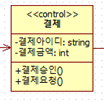 <<control>>
결제
-결제아이디: string
-결제금액: int
+결제승인()
+결제요청()